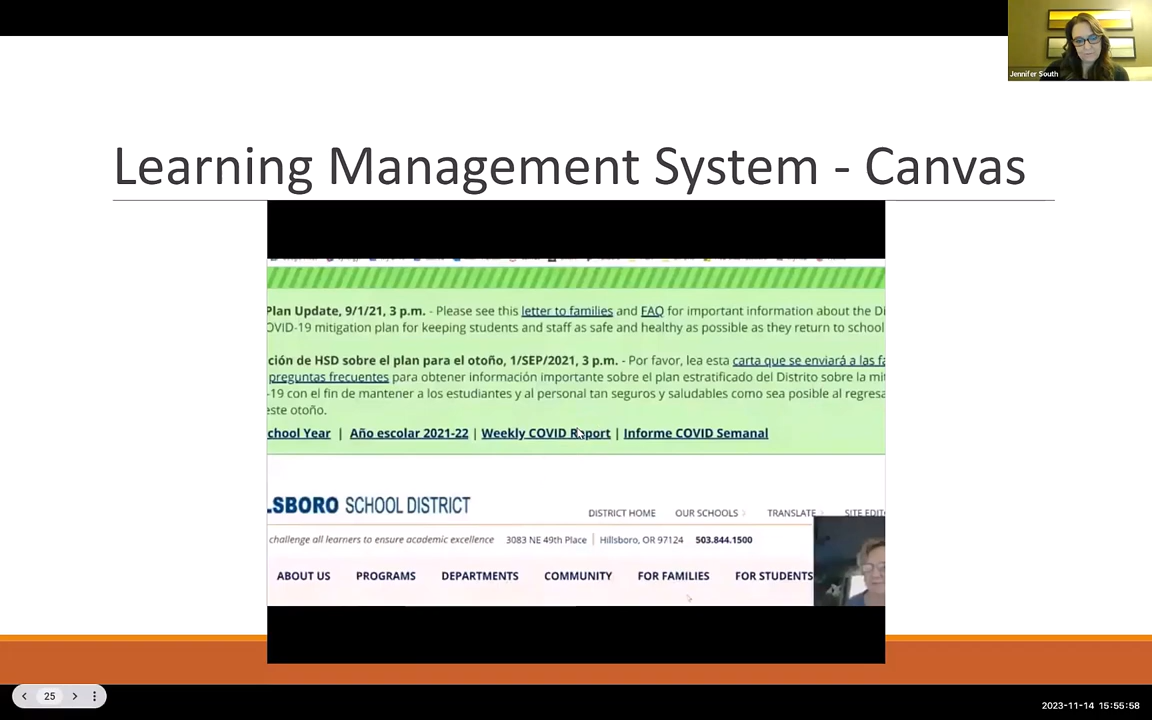 Jennifer South
Learning Management System - Canvas
Plan Update, 9/1/21, 3 p.m. - Please see this letter to families and FAQ for important information about the Di
OVID-19 mitigation plan for keeping students and staff as safe and healthy as possible as they return to school
ción de HSD sobre el plan para el otoño, 1/SEP/2021, 3 p.m. - Por favor, lea esta carta que se enviará a las fa
preguntas frecuentes para obtener información importante sobre el plan estratificado del Distrito sobre la mit
-19 con el fin de mantener a los estudiantes y al personal tan seguros y saludables como sea posible al regresa
este otoño.
chool Year | Año escolar 2021-22 | Weekly COVID Report | Informe COVID Semanal
LSBORO SCHOOL DISTRICT
DISTRICT HOME OUR SCHOOLS TRANSLATE SITE EDIT
challenge all learners to ensure academic excellence 3083 NE 49th Place | Hillsboro, OR 97124 503.844.1500
ABOUT US PROGRAMS DEPARTMENTS COMMUNITY FOR FAMILIES FOR STUDENTS
25
2023-11-14 15:55:58